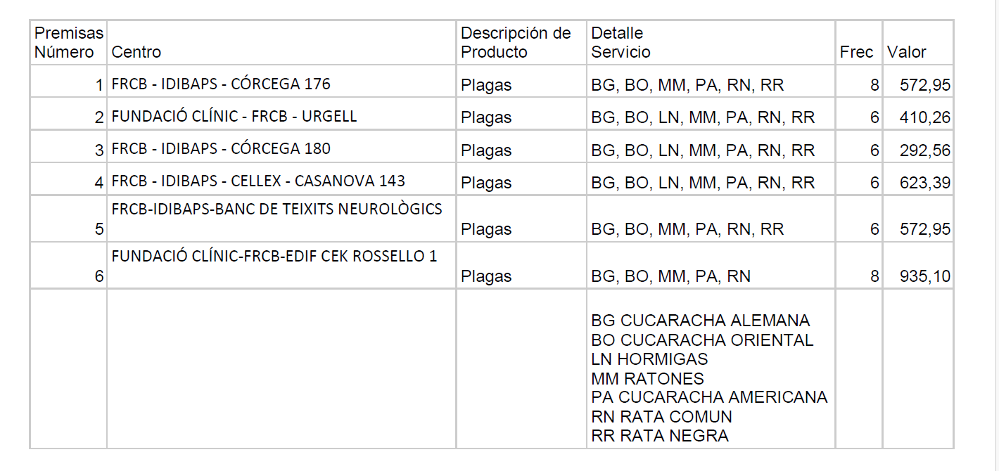 Premisas Número Centro Descripción de Producto Detalle Servicio Frec Valor
1 FRCB - IDIBAPS - CÓRCEGA 176 Plagas BG, BO, MM, PA, RN, RR 8 572,95
2 FUNDACIÓ CLÍNIC - FRCB - URGELL Plagas BG, BO, LN, MM, PA, RN, RR 6 410,26
3 FRCB - IDIBAPS - CÓRCEGA 180 Plagas BG, BO, LN, MM, PA, RN, RR 6 292,56
4 FRCB - IDIBAPS - CELLEX - CASANOVA 143 Plagas BG, BO, LN, MM, PA, RN, RR 6 623,39
5 FRCB-IDIBAPS-BANC DE TEIXITS NEUROLÒGICS Plagas BG, BO, MM, PA, RN, RR 6 572,95
6 FUNDACIÓ CLÍNIC-FRCB-EDIF CEK ROSSELLO 1 Plagas BG, BO, MM, PA, RN 8 935,10
BG CUCARACHA ALEMANA
BO CUCARACHA ORIENTAL
LN HORMIGAS
MM RATONES
PA CUCARACHA AMERICANA
RN RATA COMUN
RR RATA NEGRA